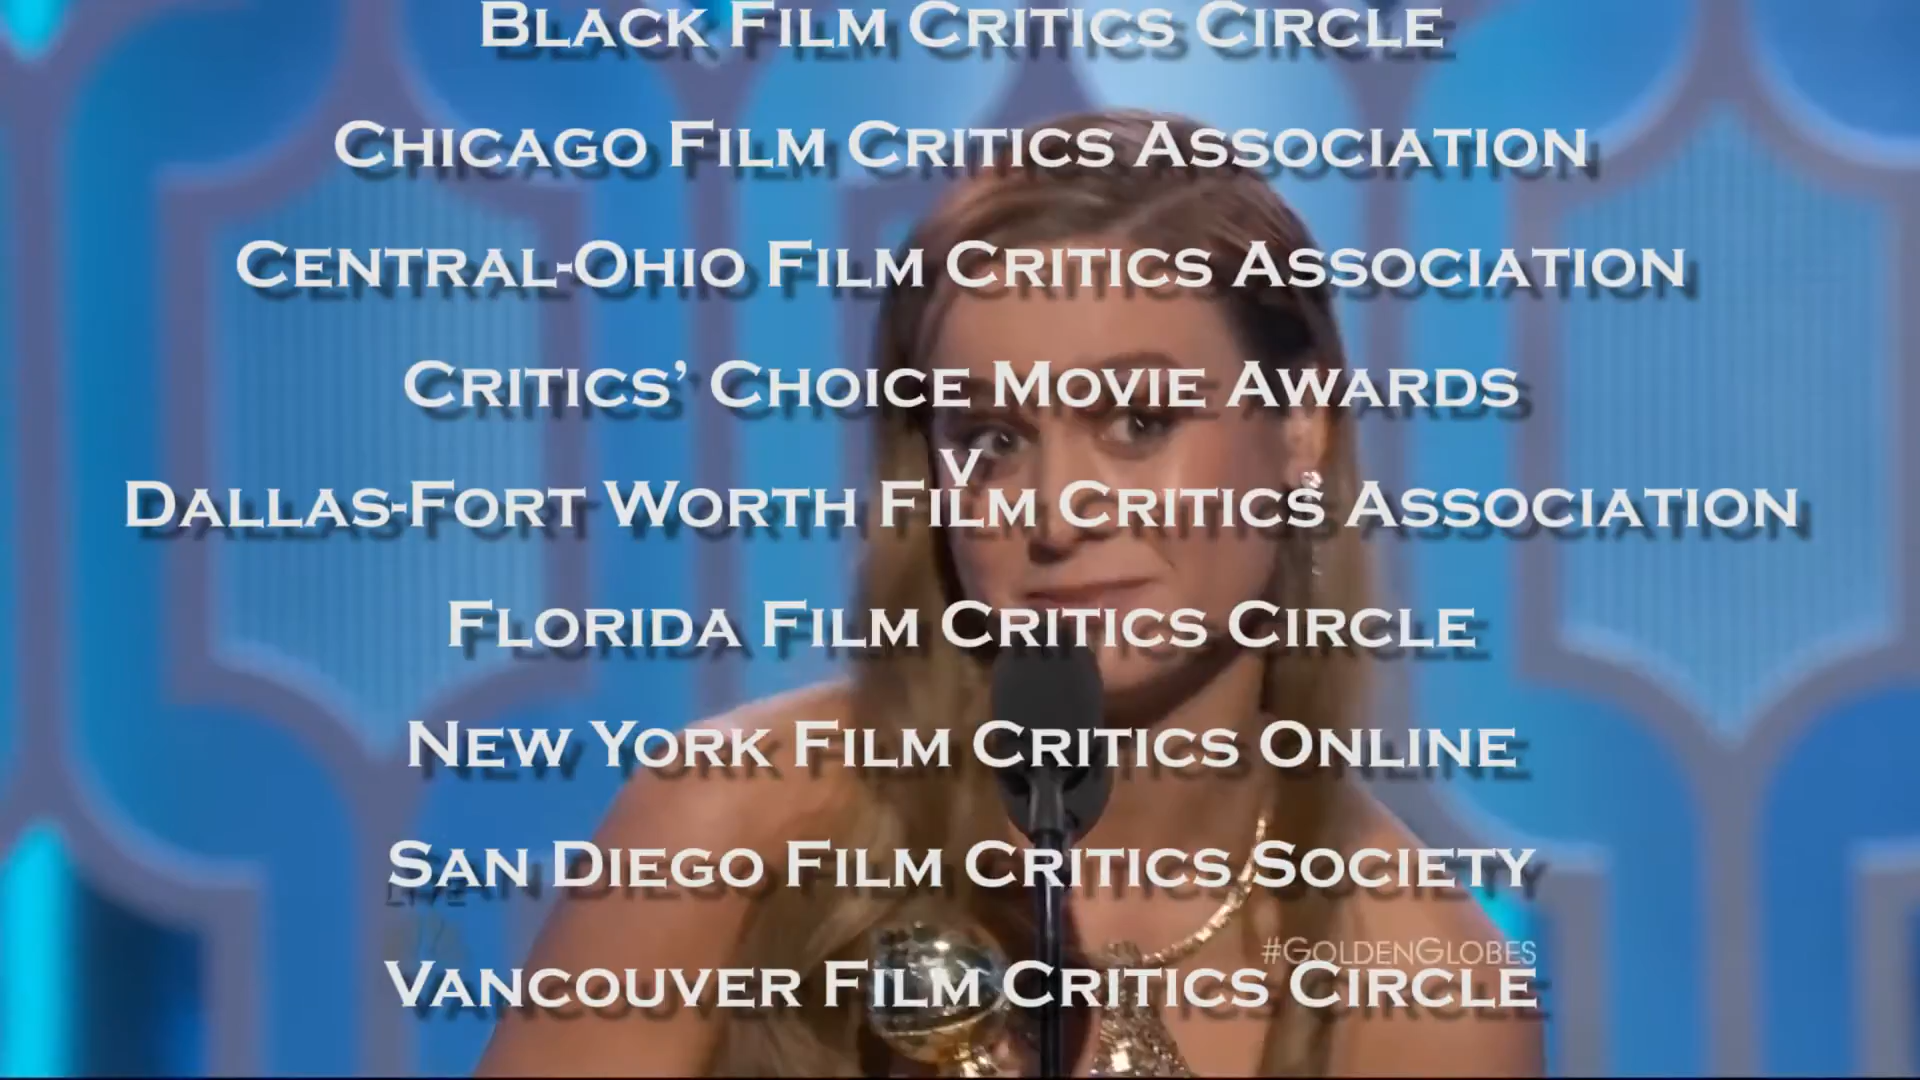 BLACK FILM CRITICS CIRCLE
CHICAGO FILM CRITICS ASSOCIATION
CENTRAL-OHIO FILM CRITICS ASSOCIATION
CRITICS’ CHOICE MOVIE AWARDS
V
DALLAS-FORT WORTH FILM CRITICS ASSOCIATION
FLORIDA FILM CRITICS CIRCLE
NEW YORK FILM CRITICS ONLINE
SAN DIEGO FILM CRITICS SOCIETY
LIVE
#GOLDENGLOBES
VANCOUVER FILM CRITICS CIRCLE